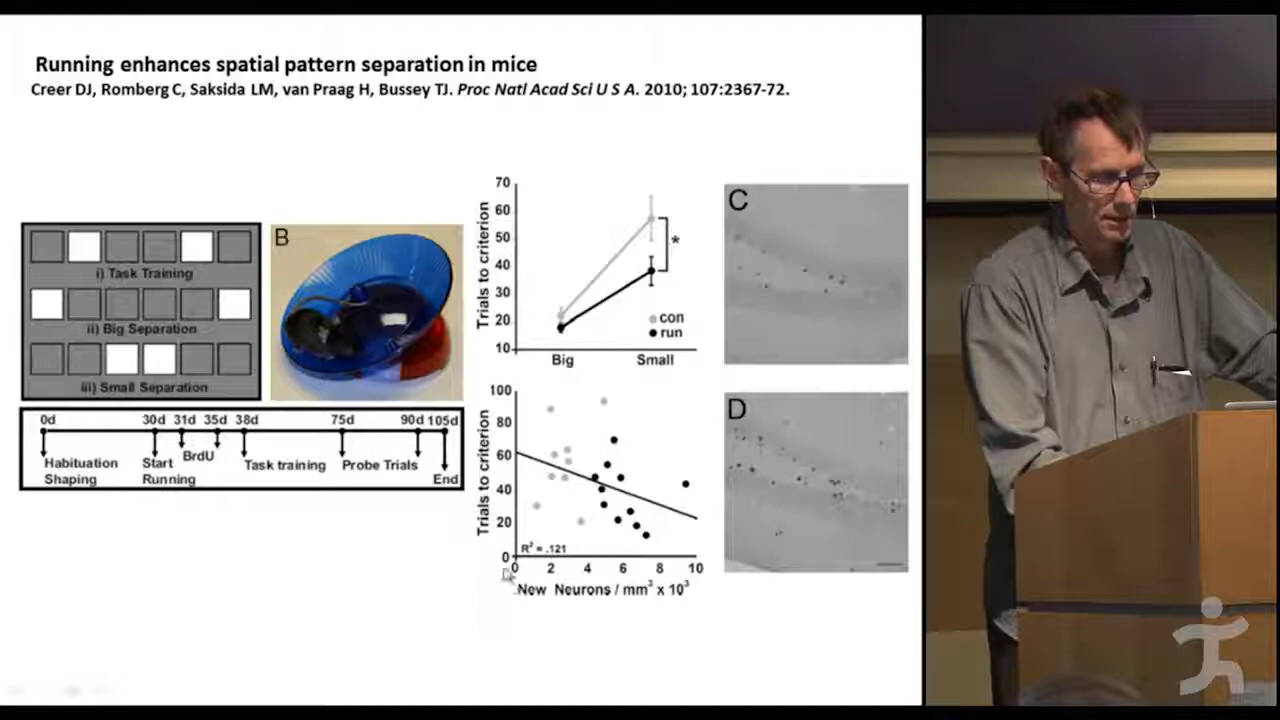 Running enhances spatial pattern separation in mice
Creer DJ, Romberg C, Saksida LM, van Praag H, Bussey TJ. Proc Natl Acad Sci U S A. 2010; 107:2367-72.
i) Task Training
ii) Big Separation
iii) Small Separation
B
0d 30d 31d 35d 38d 75d 90d 105d
Habituation Shaping
Start Running
BrdU
Task training
Probe Trials
End
Trials to criterion
70
60
50
40
30
20
10
con
run
*
Big Small
Trials to criterion
100
80
60
40
20
0
R² = .121
0 2 4 6 8 10
New Neurons / mm³ x 10³
C
D